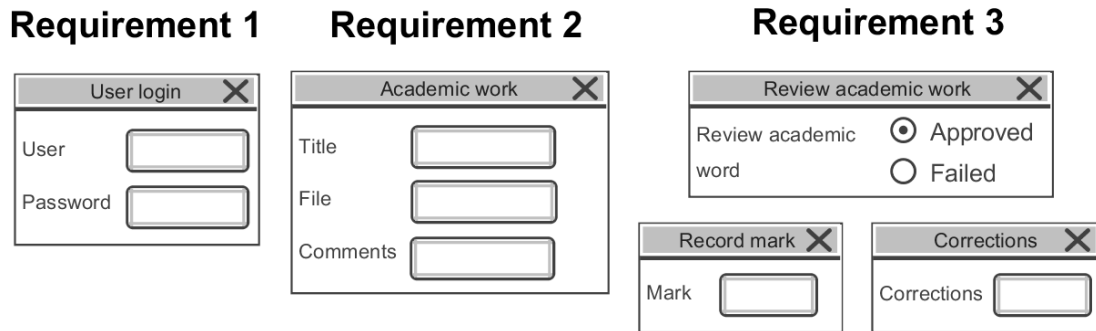 Requirement 1
Requirement 2
Requirement 3
User login
User
Password
Academic work
Title
File
Comments
Review academic work
Review academic
word
Approved
Failed
Record mark
Mark
Corrections
Corrections